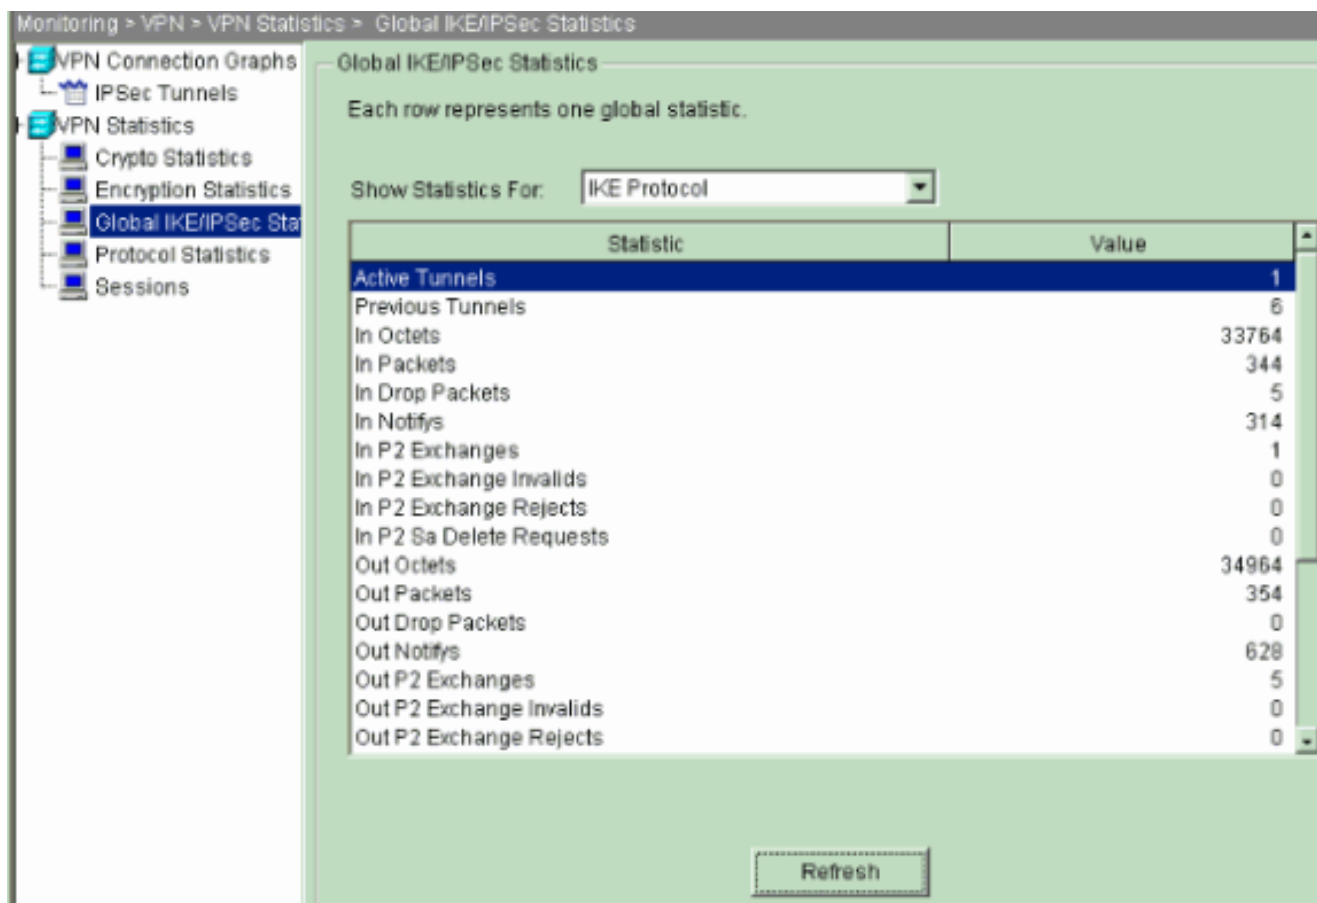 Monitoring > VPN > VPN Statistics > Global IKE/IPSec Statistics
VPN Connection Graphs
IPSec Tunnels
VPN Statistics
Crypto Statistics
Encryption Statistics
Global IKE/IPSec Sta
Protocol Statistics
Sessions
Global IKE/IPSec Statistics
Each row represents one global statistic.
Show Statistics For: IKE Protocol
Statistic Value
Active Tunnels 1
Previous Tunnels 6
In Octets 33764
In Packets 344
In Drop Packets 5
In Notifys 314
In P2 Exchanges 1
In P2 Exchange Invalids 0
In P2 Exchange Rejects 0
In P2 Sa Delete Requests 0
Out Octets 34964
Out Packets 354
Out Drop Packets 0
Out Notifys 628
Out P2 Exchanges 5
Out P2 Exchange Invalids 0
Out P2 Exchange Rejects 0
Refresh